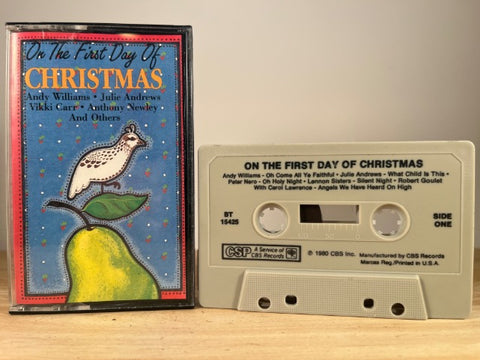 On The First Day Of
CHRISTMAS
Andy Williams • Julie Andrews
Vikki Carr • Anthony Newley
And Others
ON THE FIRST DAY OF CHRISTMAS
Andy Williams - Oh Come All Ye Faithful - Julie Andrews - What Child Is This -
Peter Nero - Oh Holy Night - Lennon Sisters - Silent Night - Robert Goulet
With Carol Lawrence - Angels We Have Heard On High
BT
15425
SIDE
ONE
CSP
A Service of
CBS Records
℗ 1980 CBS Inc.
Manufactured by CBS Records
Marcas Reg./Printed in U.S.A.